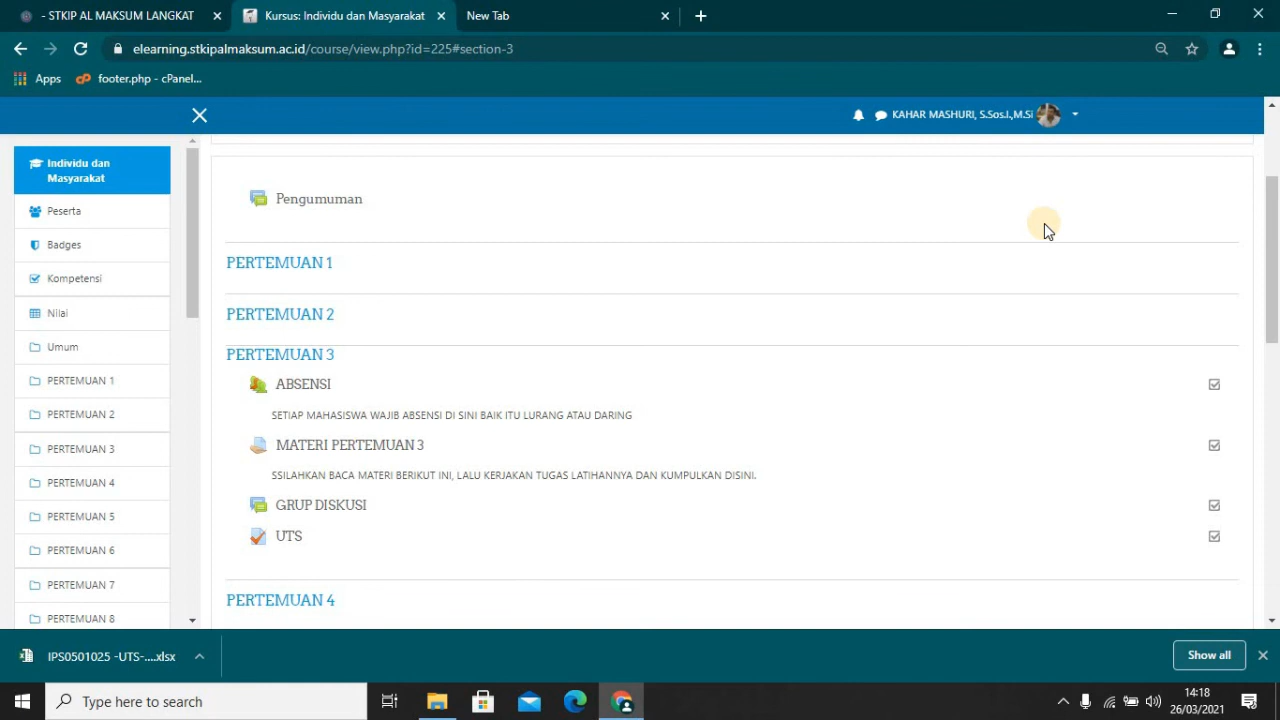 - STKIP AL MAKSUM LANGKAT
Kursus: Individu dan Masyarakat
New Tab
elearning.stkipalmaksum.ac.id/course/view.php?id=225#section-3
Apps
footer.php - cPanel...
KAHAR MASHURI, S.Sos.I.,M.Si
Individu dan
Masyarakat
Peserta
Badges
Kompetensi
Nilai
Umum
PERTEMUAN 1
PERTEMUAN 2
PERTEMUAN 3
PERTEMUAN 4
PERTEMUAN 5
PERTEMUAN 6
PERTEMUAN 7
PERTEMUAN 8
Pengumuman
PERTEMUAN 1
PERTEMUAN 2
PERTEMUAN 3
ABSENSI
SETIAP MAHASISWA WAJIB ABSENSI DI SINI BAIK ITU LURANG ATAU DARING
MATERI PERTEMUAN 3
SSILAHKAN BACA MATERI BERIKUT INI, LALU KERJAKAN TUGAS LATIHANNYA DAN KUMPULKAN DISINI.
GRUP DISKUSI
UTS
PERTEMUAN 4
IPS0501025 -UTS-....xlsx
Show all
Type here to search
14:18
26/03/2021